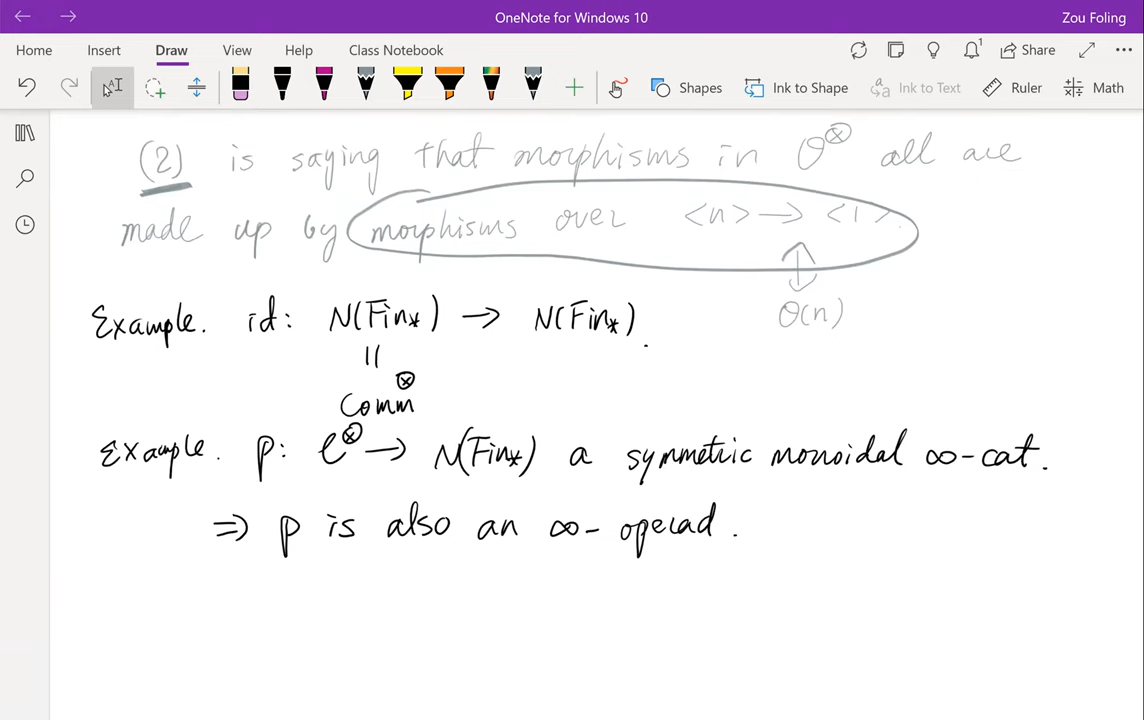 OneNote for Windows 10
Zou Foling
Home Insert Draw View Help Class Notebook
1 Share
Shapes Ink to Shape Ink to Text Ruler Math
(2) is saying that morphisms in O^⊗ all are
made up by morphisms over <n> → <1>.
↕
O(n)
Example. id: N(Fin*) → N(Fin*).
||
Comm^⊗
Example. p: C^⊗ → N(Fin*) a symmetric monoidal ∞-cat.
⇒ p is also an ∞-operad.